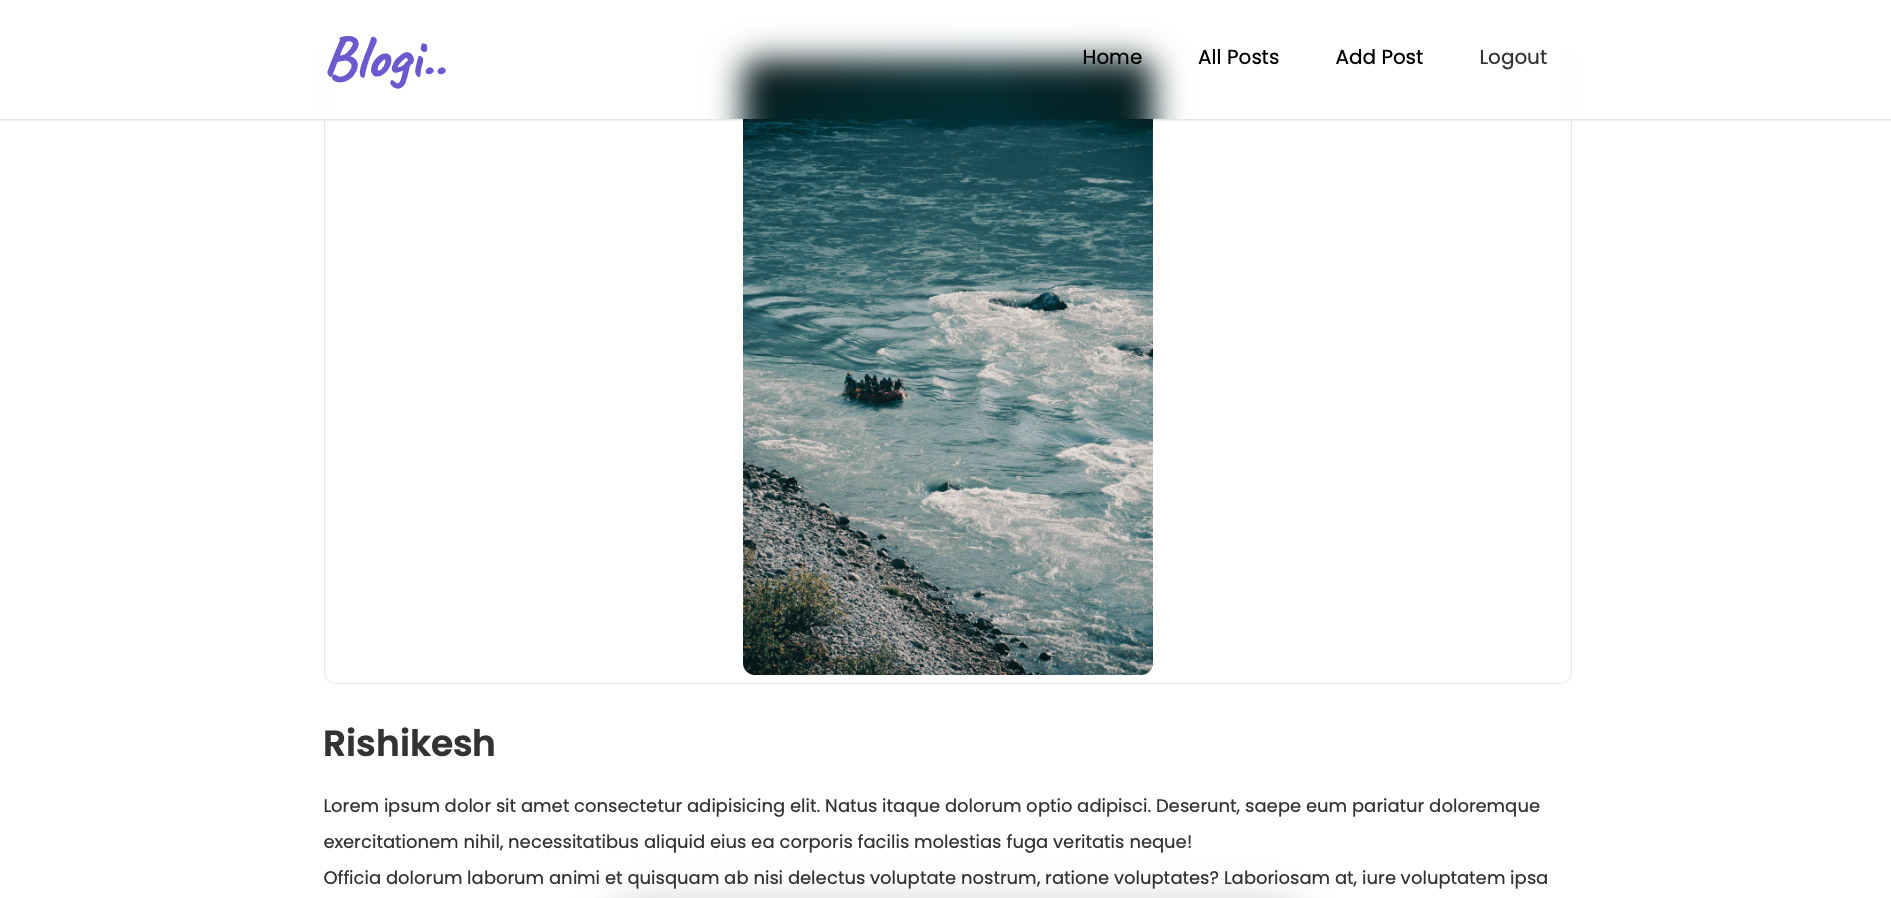 Blogi..
Home All Posts Add Post Logout
Rishikesh
Lorem ipsum dolor sit amet consectetur adipisicing elit. Natus itaque dolorum optio adipisci. Deserunt, saepe eum pariatur doloremque
exercitationem nihil, necessitatibus aliquid eius ea corporis facilis molestias fuga veritatis neque!
Officia dolorum laborum animi et quisquam ab nisi delectus voluptate nostrum, ratione voluptates? Laboriosam at, iure voluptatem ipsa